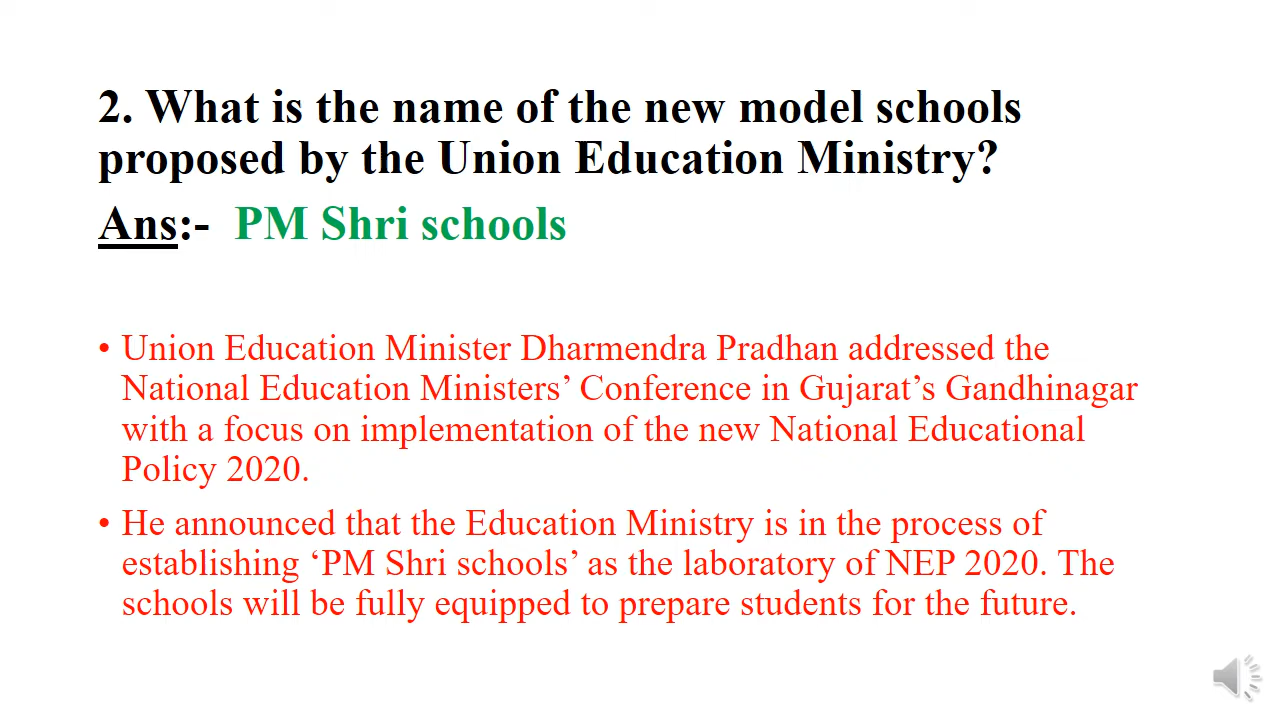 2. What is the name of the new model schools
proposed by the Union Education Ministry?
Ans:- PM Shri schools
• Union Education Minister Dharmendra Pradhan addressed the
National Education Ministers’ Conference in Gujarat’s Gandhinagar
with a focus on implementation of the new National Educational
Policy 2020.
• He announced that the Education Ministry is in the process of
establishing ‘PM Shri schools’ as the laboratory of NEP 2020. The
schools will be fully equipped to prepare students for the future.